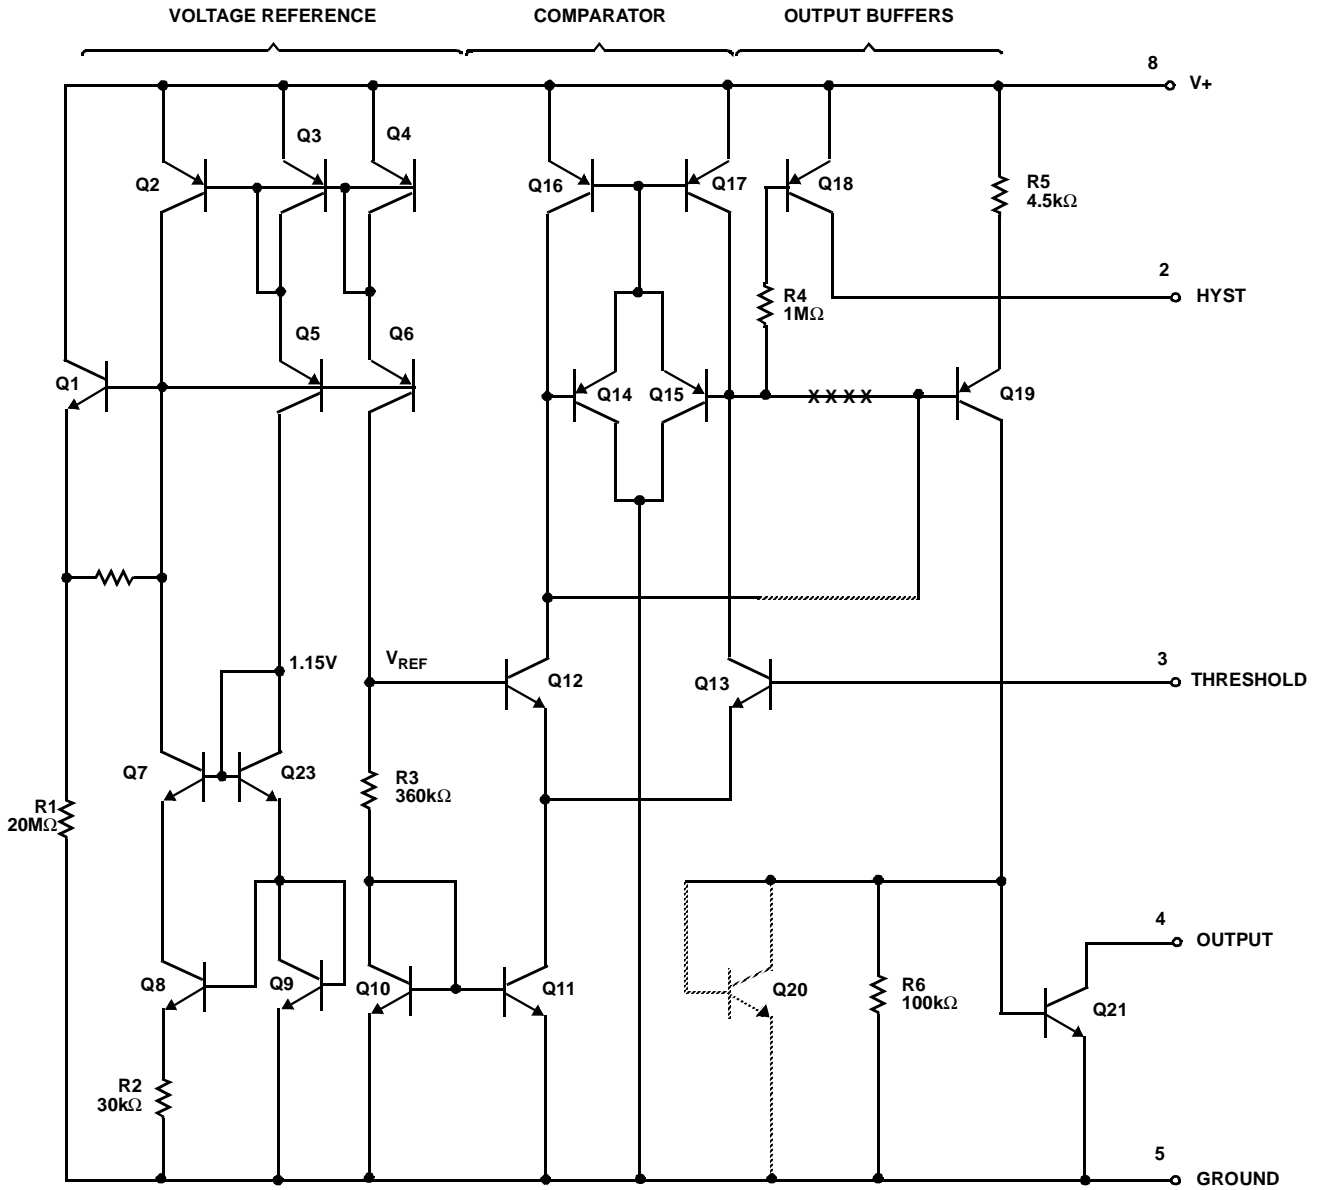 VOLTAGE REFERENCE
COMPARATOR
OUTPUT BUFFERS
8
V+
Q3
Q4
Q2
Q16
Q17
Q18
R5
4.5kΩ
2
HYST
R4
1MΩ
Q5
Q6
Q1
Q14
Q15
X X X X
Q19
1.15V
VREF
Q12
Q13
3
THRESHOLD
Q7
Q23
R3
360kΩ
R1
20MΩ
4
OUTPUT
Q8
Q9
Q10
Q11
Q20
R6
100kΩ
Q21
R2
30kΩ
5
GROUND